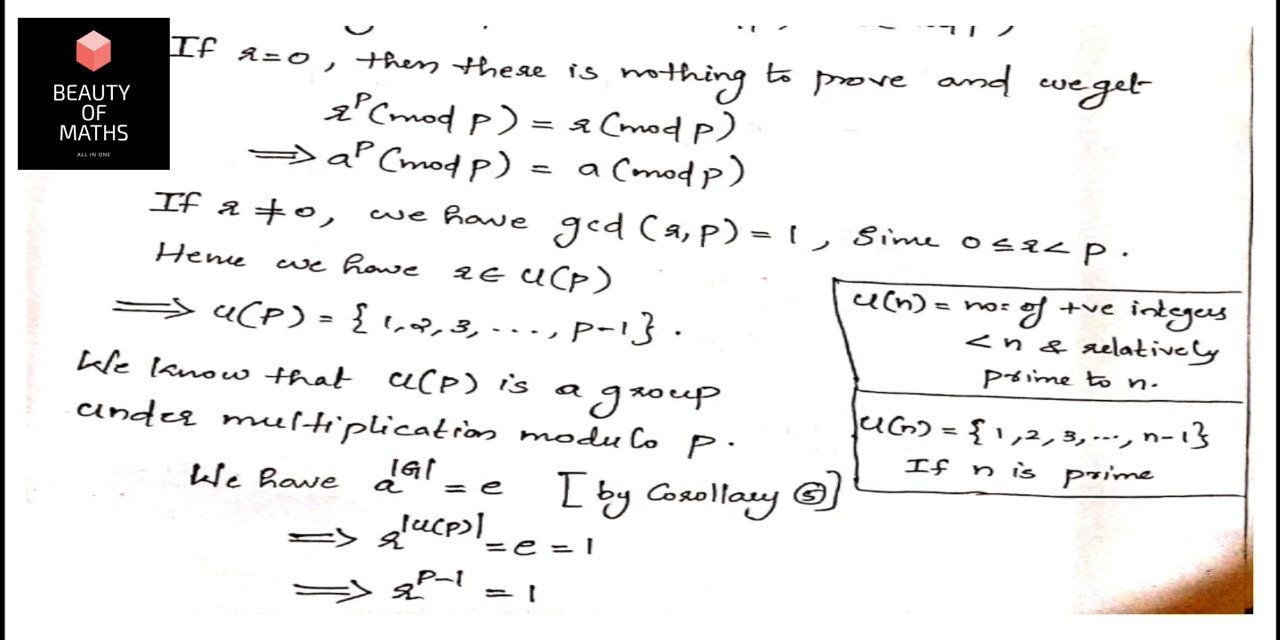 BEAUTY
OF
MATHS
ALL IN ONE
If r=0, then there is nothing to prove and we get
r^p (mod p) = r (mod p)
⟹ a^p (mod p) = a (mod p)
If r ≠ 0, we have gcd (r, p) = 1, Since 0 ≤ r < p.
Hence we have r ∈ U(p)
⟹ U(p) = {1, 2, 3, ..., p-1}.
We know that U(p) is a group
under multiplication modulo p.
We have a^|G| = e [by Corollary ⑤]
⟹ r^|U(p)| = e = 1
⟹ r^p-1 = 1
U(n) = no: of +ve integers
< n & relatively
prime to n.
U(n) = {1, 2, 3, ..., n-1}
If n is prime